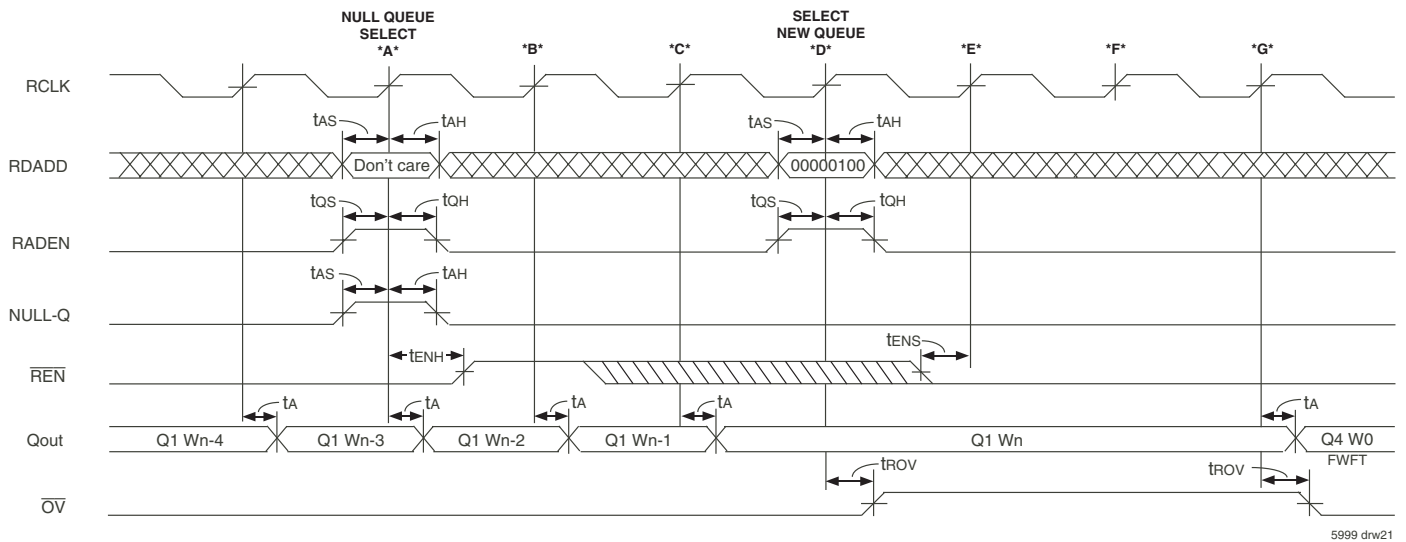 NULL QUEUE
SELECT
*A*
*B*
*C*
SELECT
NEW QUEUE
*D*
*E*
*F*
*G*
RCLK
tAS
tAH
tAS
tAH
RDADD
Don't care
00000100
tQS
tQH
tQS
tQH
RADEN
tAS
tAH
NULL-Q
tENH
tENS
REN
tA
tA
tA
tA
tA
Qout
Q1 Wn-4
Q1 Wn-3
Q1 Wn-2
Q1 Wn-1
Q1 Wn
Q4 W0
FWFT
tROV
tROV
OV
5999 drw21